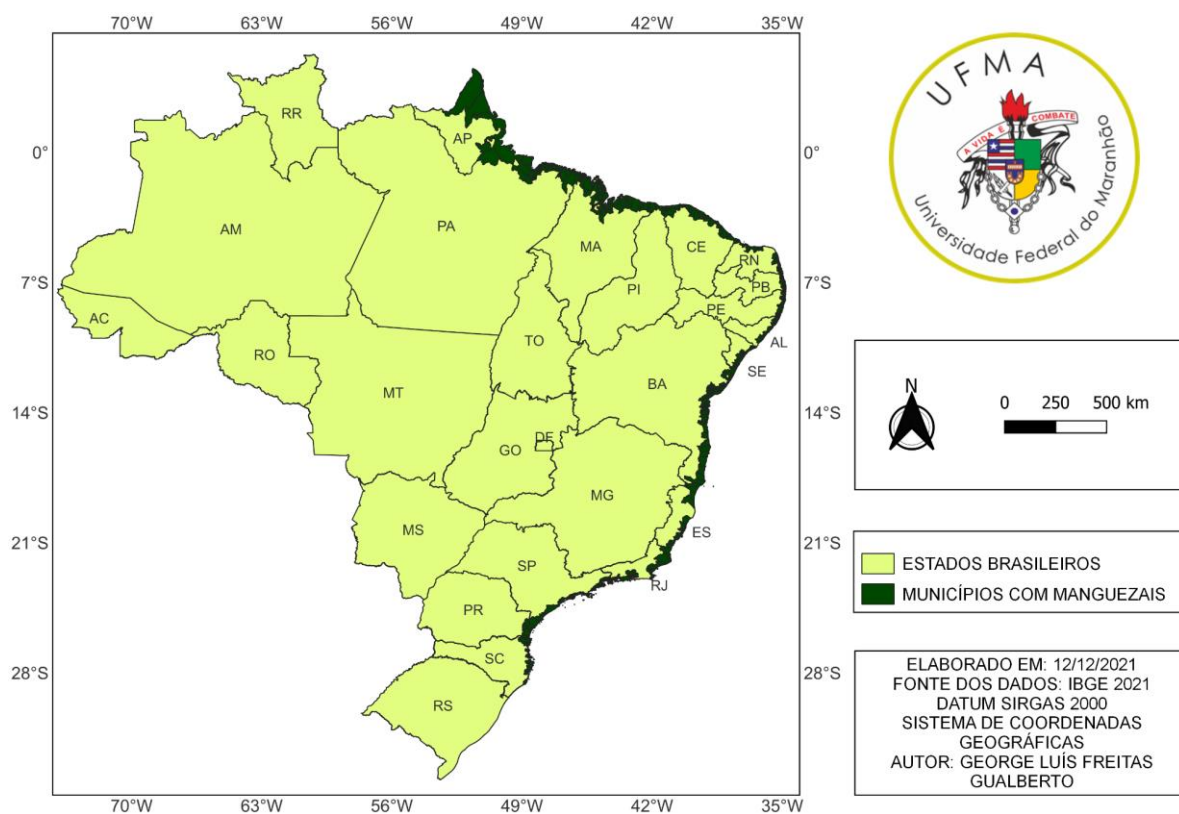 70°W 63°W 56°W 49°W 42°W 35°W
0° 0°
7°S 7°S
14°S 14°S
21°S 21°S
28°S 28°S
70°W 63°W 56°W 49°W 42°W 35°W
RR
AP
AM
PA
MA
CE
RN
PB
PI
PE
AC
AL
TO
RO
SE
BA
MT
DF
GO
MG
MS
ES
SP
RJ
PR
SC
RS
UFMA
A VIDA É COMBATE
Universidade Federal do Maranhão
N
0 250 500 km
ESTADOS BRASILEIROS
MUNICÍPIOS COM MANGUEZAIS
ELABORADO EM: 12/12/2021
FONTE DOS DADOS: IBGE 2021
DATUM SIRGAS 2000
SISTEMA DE COORDENADAS
GEOGRÁFICAS
AUTOR: GEORGE LUÍS FREITAS
GUALBERTO